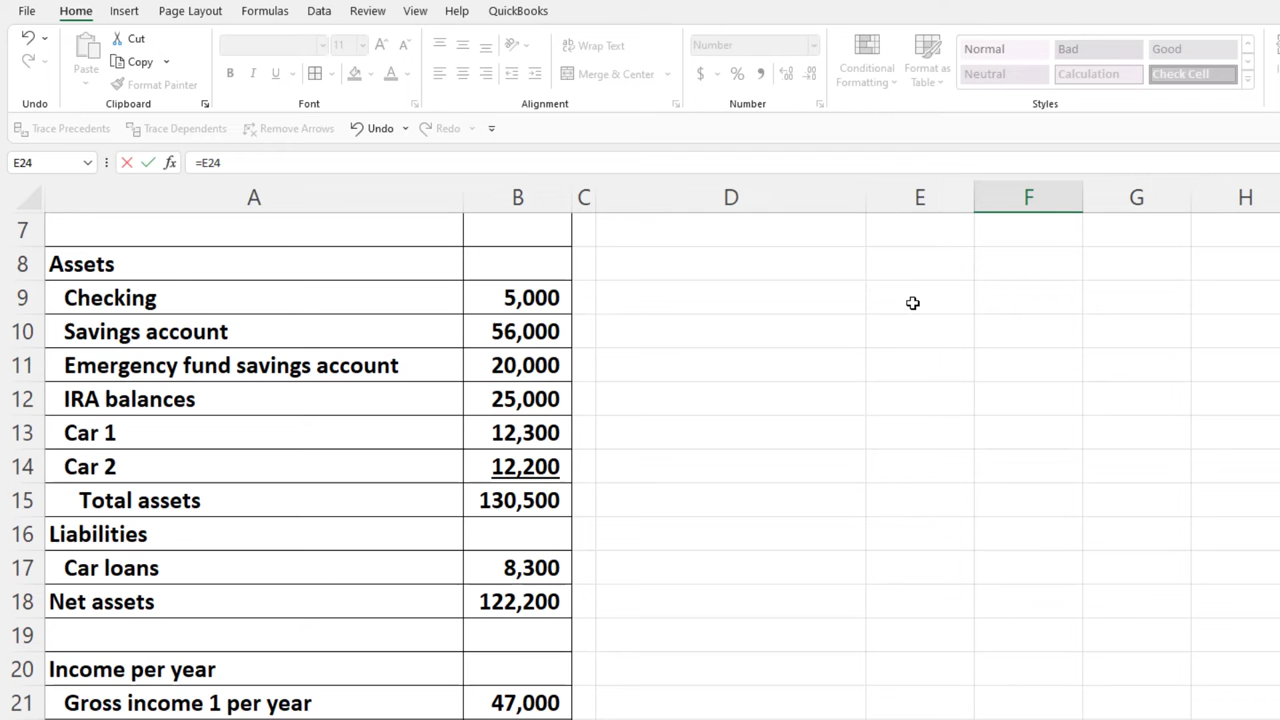 File Home Insert Page Layout Formulas Data Review View Help QuickBooks
Cut
Copy
Format Painter
Paste
Undo
Clipboard
11
B I U
Font
Wrap Text
Merge & Center
Alignment
Number
$ % ,
Number
Conditional Formatting
Format as Table
Normal Bad Good
Neutral Calculation Check Cell
Styles
Trace Precedents Trace Dependents Remove Arrows Undo Redo
E24 fx =E24
A B C D E F G H
7
8 Assets
9 Checking 5,000
10 Savings account 56,000
11 Emergency fund savings account 20,000
12 IRA balances 25,000
13 Car 1 12,300
14 Car 2 12,200
15 Total assets 130,500
16 Liabilities
17 Car loans 8,300
18 Net assets 122,200
19
20 Income per year
21 Gross income 1 per year 47,000